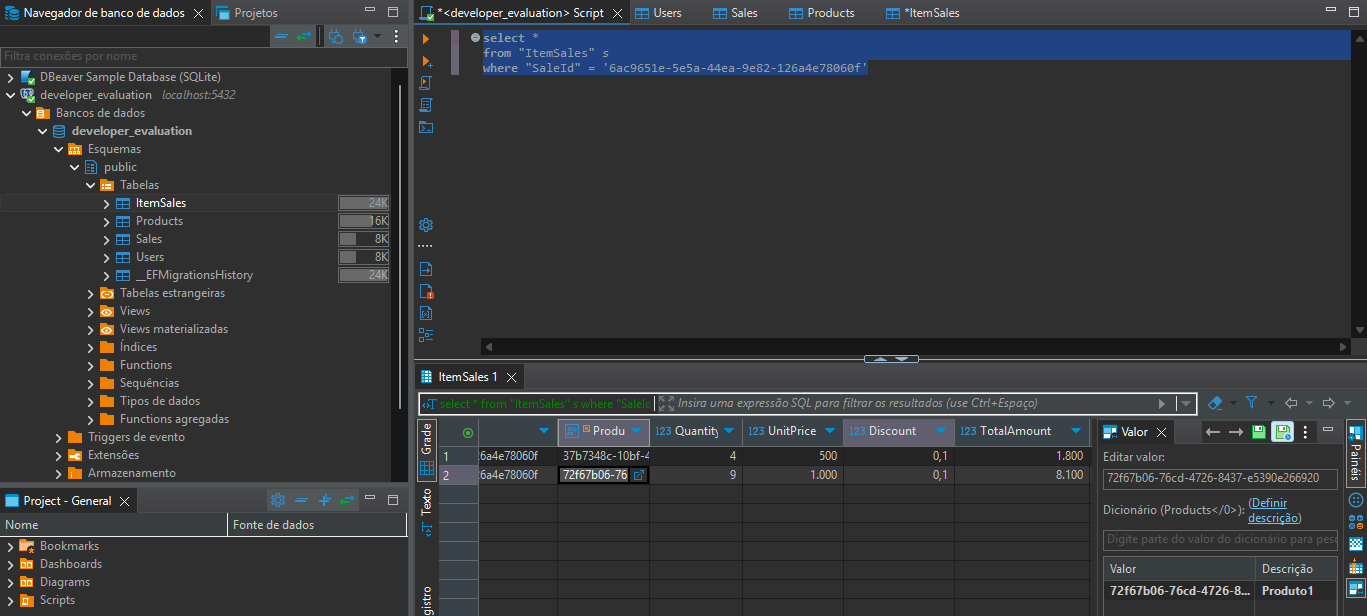 Navegador de banco de dados
Projetos
Filtra conexões por nome
DBeaver Sample Database (SQLite)
developer_evaluation localhost:5432
Bancos de dados
developer_evaluation
Esquemas
public
Tabelas
ItemSales 24K
Products 16K
Sales 8K
Users 8K
__EFMigrationsHistory 24K
Tabelas estrangeiras
Views
Views materializadas
Índices
Functions
Sequências
Tipos de dados
Functions agregadas
Triggers de evento
Extensões
Armazenamento
Project - General
Nome Fonte de dados
Bookmarks
Dashboards
Diagrams
Scripts
*<developer_evaluation> Script
Users
Sales
Products
*ItemSales
select *
from "ItemSales" s
where "SaleId" = '6ac9651e-5e5a-44ea-9e82-126a4e78060f'
ItemSales 1
select * from "ItemSales" s where "SaleId
Insira uma expressão SQL para filtrar os resultados (use Ctrl+Espaço)
Grade
Texto
gistro
Produ 123 Quantity 123 UnitPrice 123 Discount 123 TotalAmount
1 26a4e78060f 37b7348c-10bf-4 4 500 0,1 1.800
2 26a4e78060f 72f67b06-76 9 1.000 0,1 8.100
Valor
Editar valor:
72f67b06-76cd-4726-8437-e5390e266920
Dicionário (Products</0>): (Definir
descrição)
Digite parte do valor do dicionário para peso
Valor Descrição
72f67b06-76cd-4726-8... Produto1
Painéis